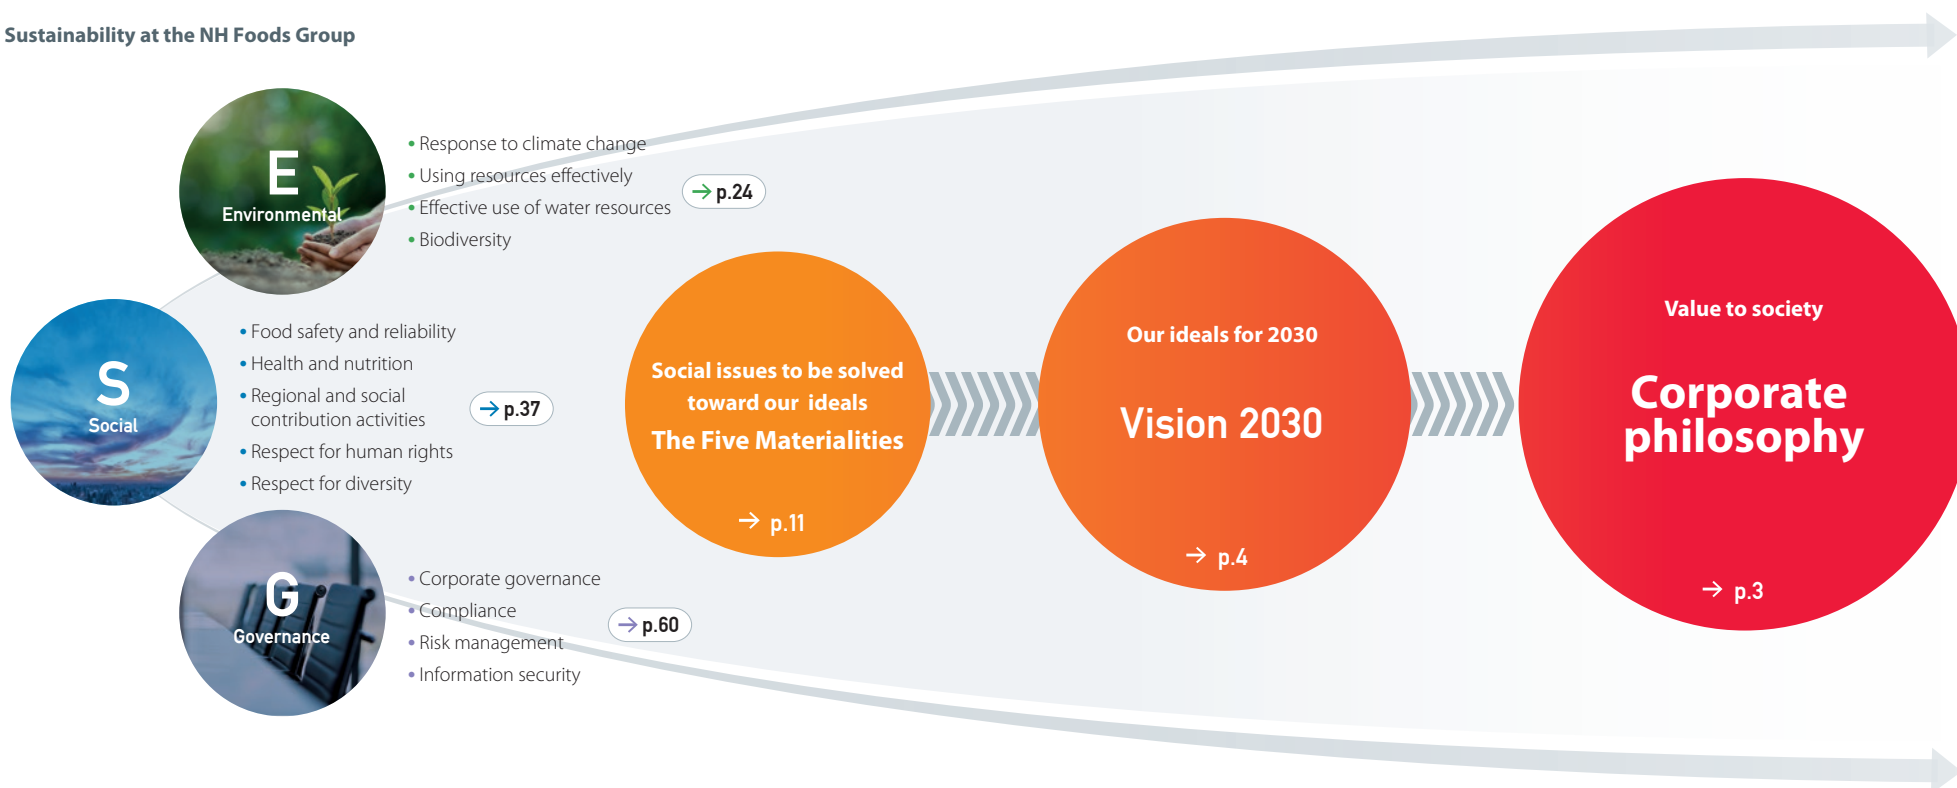 Sustainability at the NH Foods Group
E
Environmental
• Response to climate change
• Using resources effectively
• Effective use of water resources
• Biodiversity
→ p.24
S
Social
• Food safety and reliability
• Health and nutrition
• Regional and social
contribution activities
• Respect for human rights
• Respect for diversity
→ p.37
G
Governance
• Corporate governance
• Compliance
• Risk management
• Information security
→ p.60
Social issues to be solved
toward our ideals
The Five Materialities
→ p.11
Our ideals for 2030
Vision 2030
→ p.4
Value to society
Corporate
philosophy
→ p.3